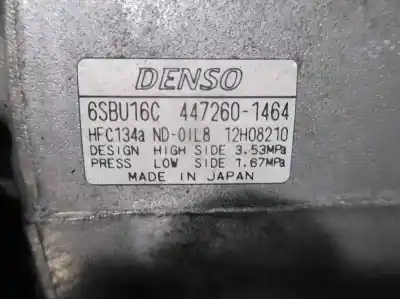 DENSO
6SBU16C 447260-1464
HFC134a ND-OIL8 12H08210
DESIGN HIGH SIDE 3.53MPa
PRESS LOW SIDE 1.67MPa
MADE IN JAPAN